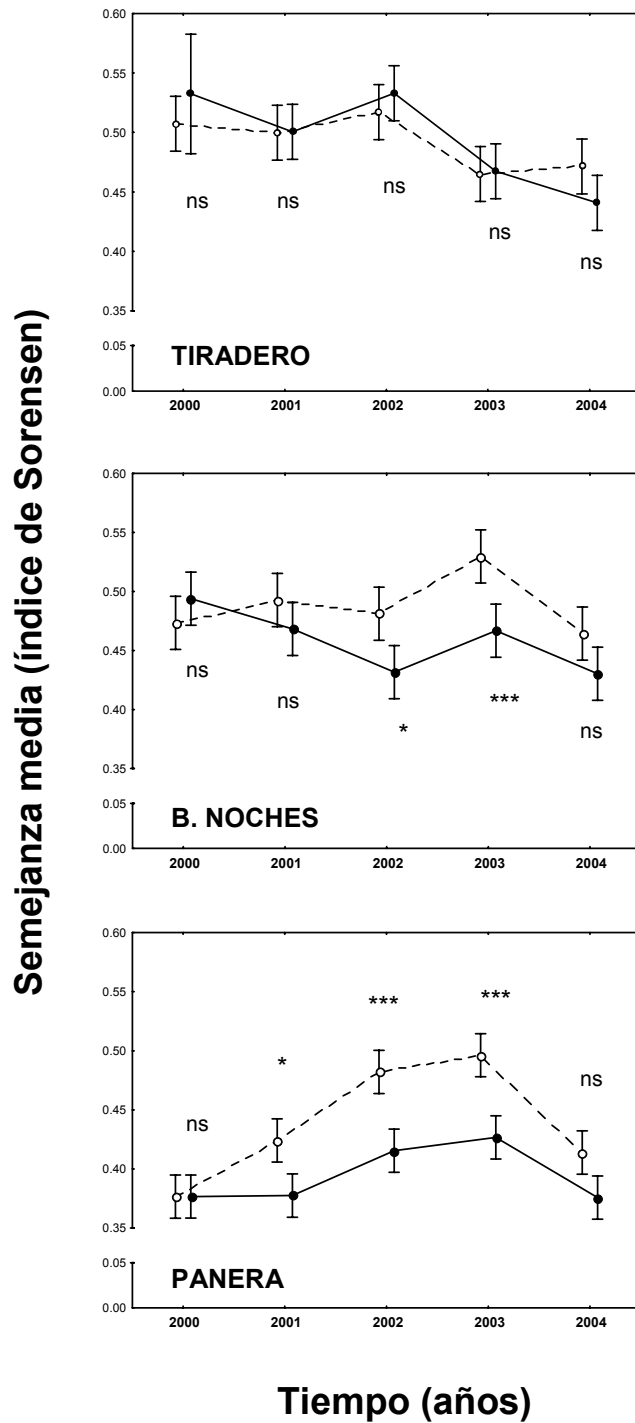 Semejanza media (índice de Sorensen)
0.60
0.55
0.50
0.45
0.40
0.35
0.05
0.00
ns
ns
ns
ns
ns
TIRADERO
2000 2001 2002 2003 2004
0.60
0.55
0.50
0.45
0.40
0.35
0.05
0.00
ns
ns
*
***
ns
B. NOCHES
2000 2001 2002 2003 2004
0.60
0.55
0.50
0.45
0.40
0.35
0.05
0.00
ns
*
***
***
ns
PANERA
2000 2001 2002 2003 2004
Tiempo (años)